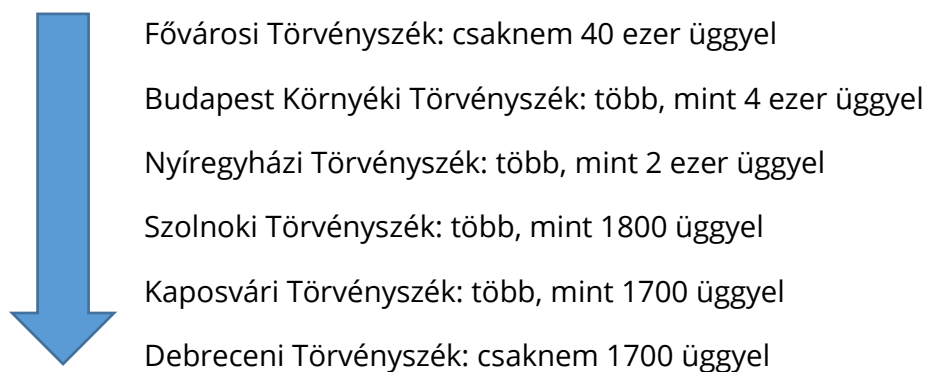 Fővárosi Törvényszék: csaknem 40 ezer üggyel
Budapest Környéki Törvényszék: több, mint 4 ezer üggyel
Nyíregyházi Törvényszék: több, mint 2 ezer üggyel
Szolnoki Törvényszék: több, mint 1800 üggyel
Kaposvári Törvényszék: több, mint 1700 üggyel
Debreceni Törvényszék: csaknem 1700 üggyel